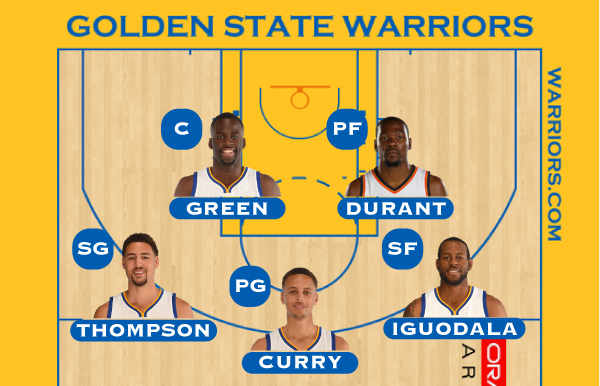 GOLDEN STATE WARRIORS
WARRIORS.COM
C
PF
GREEN
DURANT
SG
SF
PG
THOMPSON
IGUODALA
CURRY